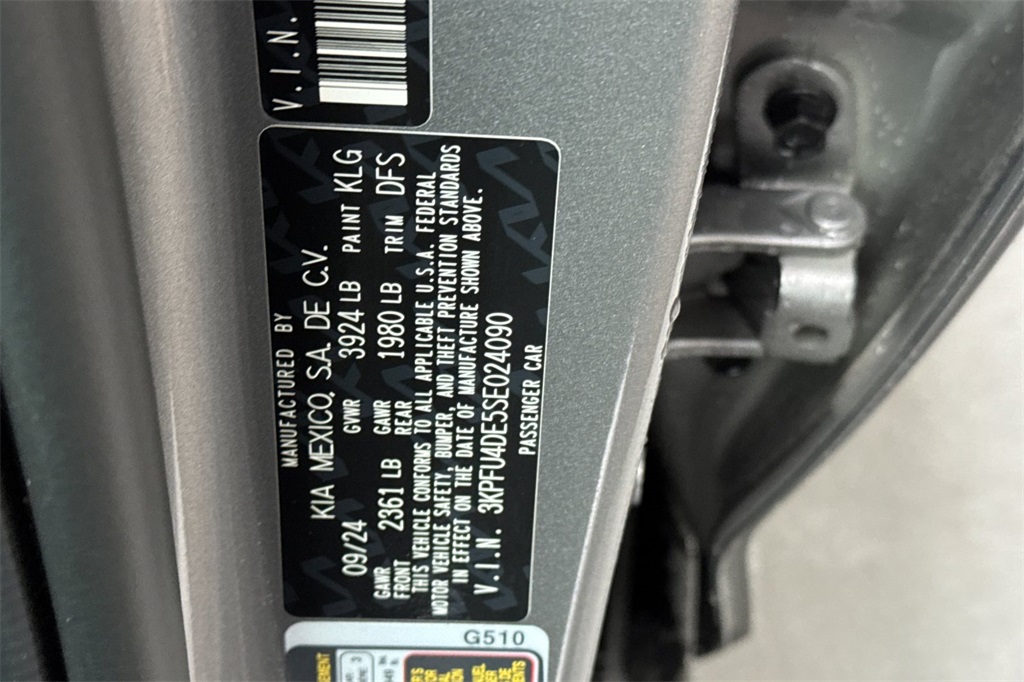 V.I.N.
MANUFACTURED BY
KIA MEXICO, S.A. DE C.V.
09/24 GVWR 3924 LB PAINT KLG
GAWR FRONT 2361 LB GAWR REAR 1980 LB TRIM DFS
THIS VEHICLE CONFORMS TO ALL APPLICABLE U.S.A. FEDERAL
MOTOR VEHICLE SAFETY, BUMPER, AND THEFT PREVENTION STANDARDS
IN EFFECT ON THE DATE OF MANUFACTURE SHOWN ABOVE.
V.I.N. 3KPFU4DE5SE024090
PASSENGER CAR
G510